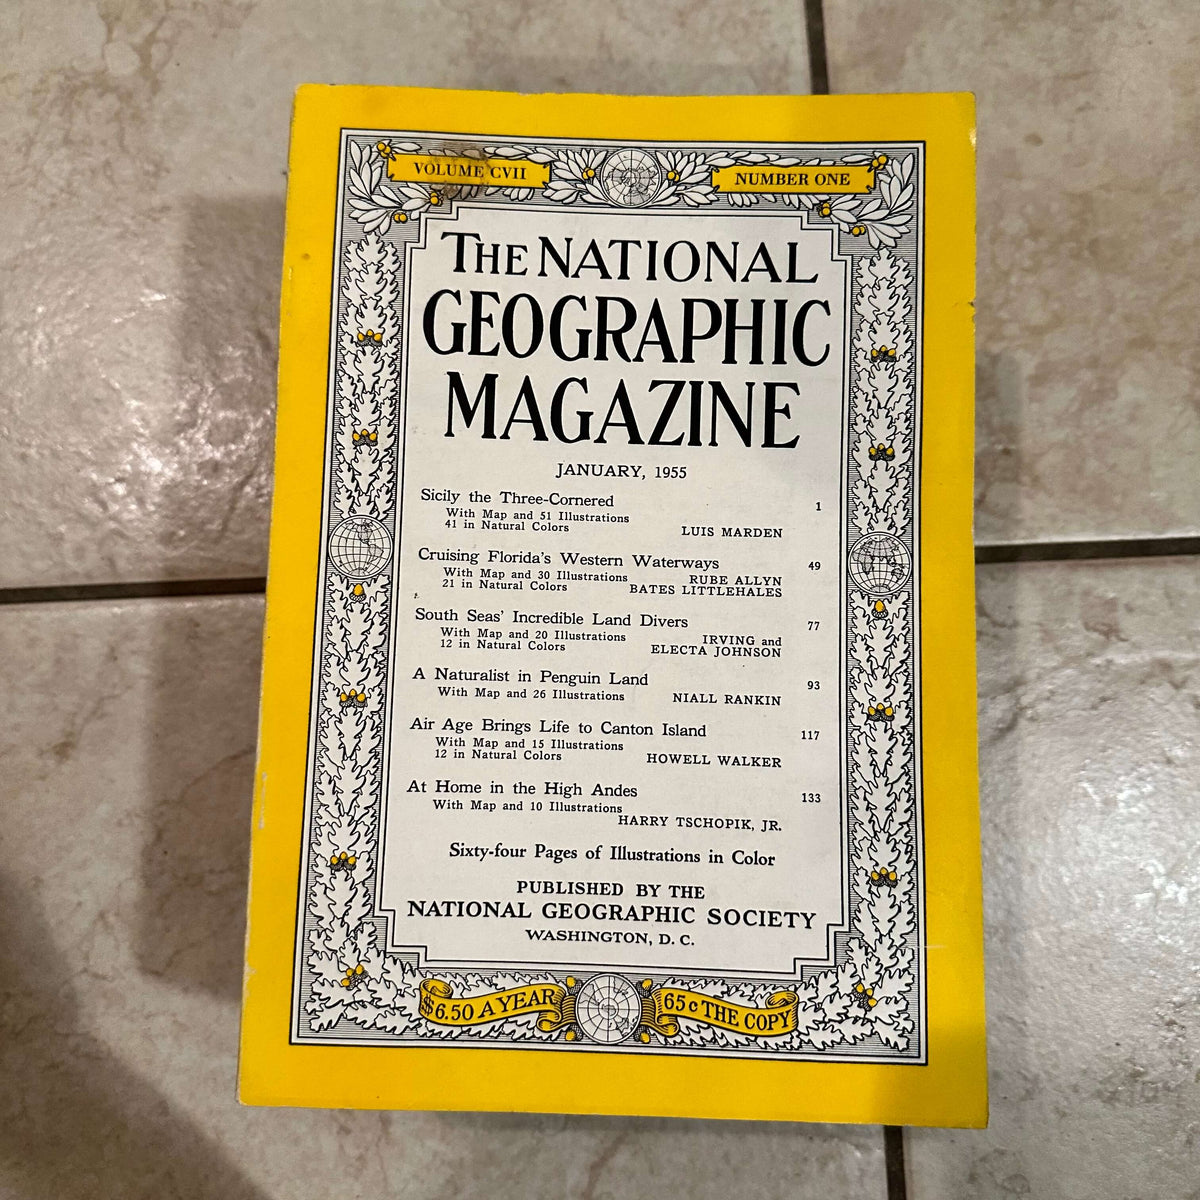 VOLUME CVII
NUMBER ONE
THE NATIONAL
GEOGRAPHIC
MAGAZINE
JANUARY, 1955
Sicily the Three-Cornered 1
With Map and 51 Illustrations
41 in Natural Colors LUIS MARDEN
Cruising Florida's Western Waterways 49
With Map and 30 Illustrations RUBE ALLYN
21 in Natural Colors BATES LITTLEHALES
South Seas' Incredible Land Divers 77
With Map and 20 Illustrations IRVING and
12 in Natural Colors ELECTA JOHNSON
A Naturalist in Penguin Land 93
With Map and 26 Illustrations NIALL RANKIN
Air Age Brings Life to Canton Island 117
With Map and 15 Illustrations
12 in Natural Colors HOWELL WALKER
At Home in the High Andes 133
With Map and 10 Illustrations
HARRY TSCHOPIK, JR.
Sixty-four Pages of Illustrations in Color
PUBLISHED BY THE
NATIONAL GEOGRAPHIC SOCIETY
WASHINGTON, D. C.
$6.50 A YEAR
65¢ THE COPY